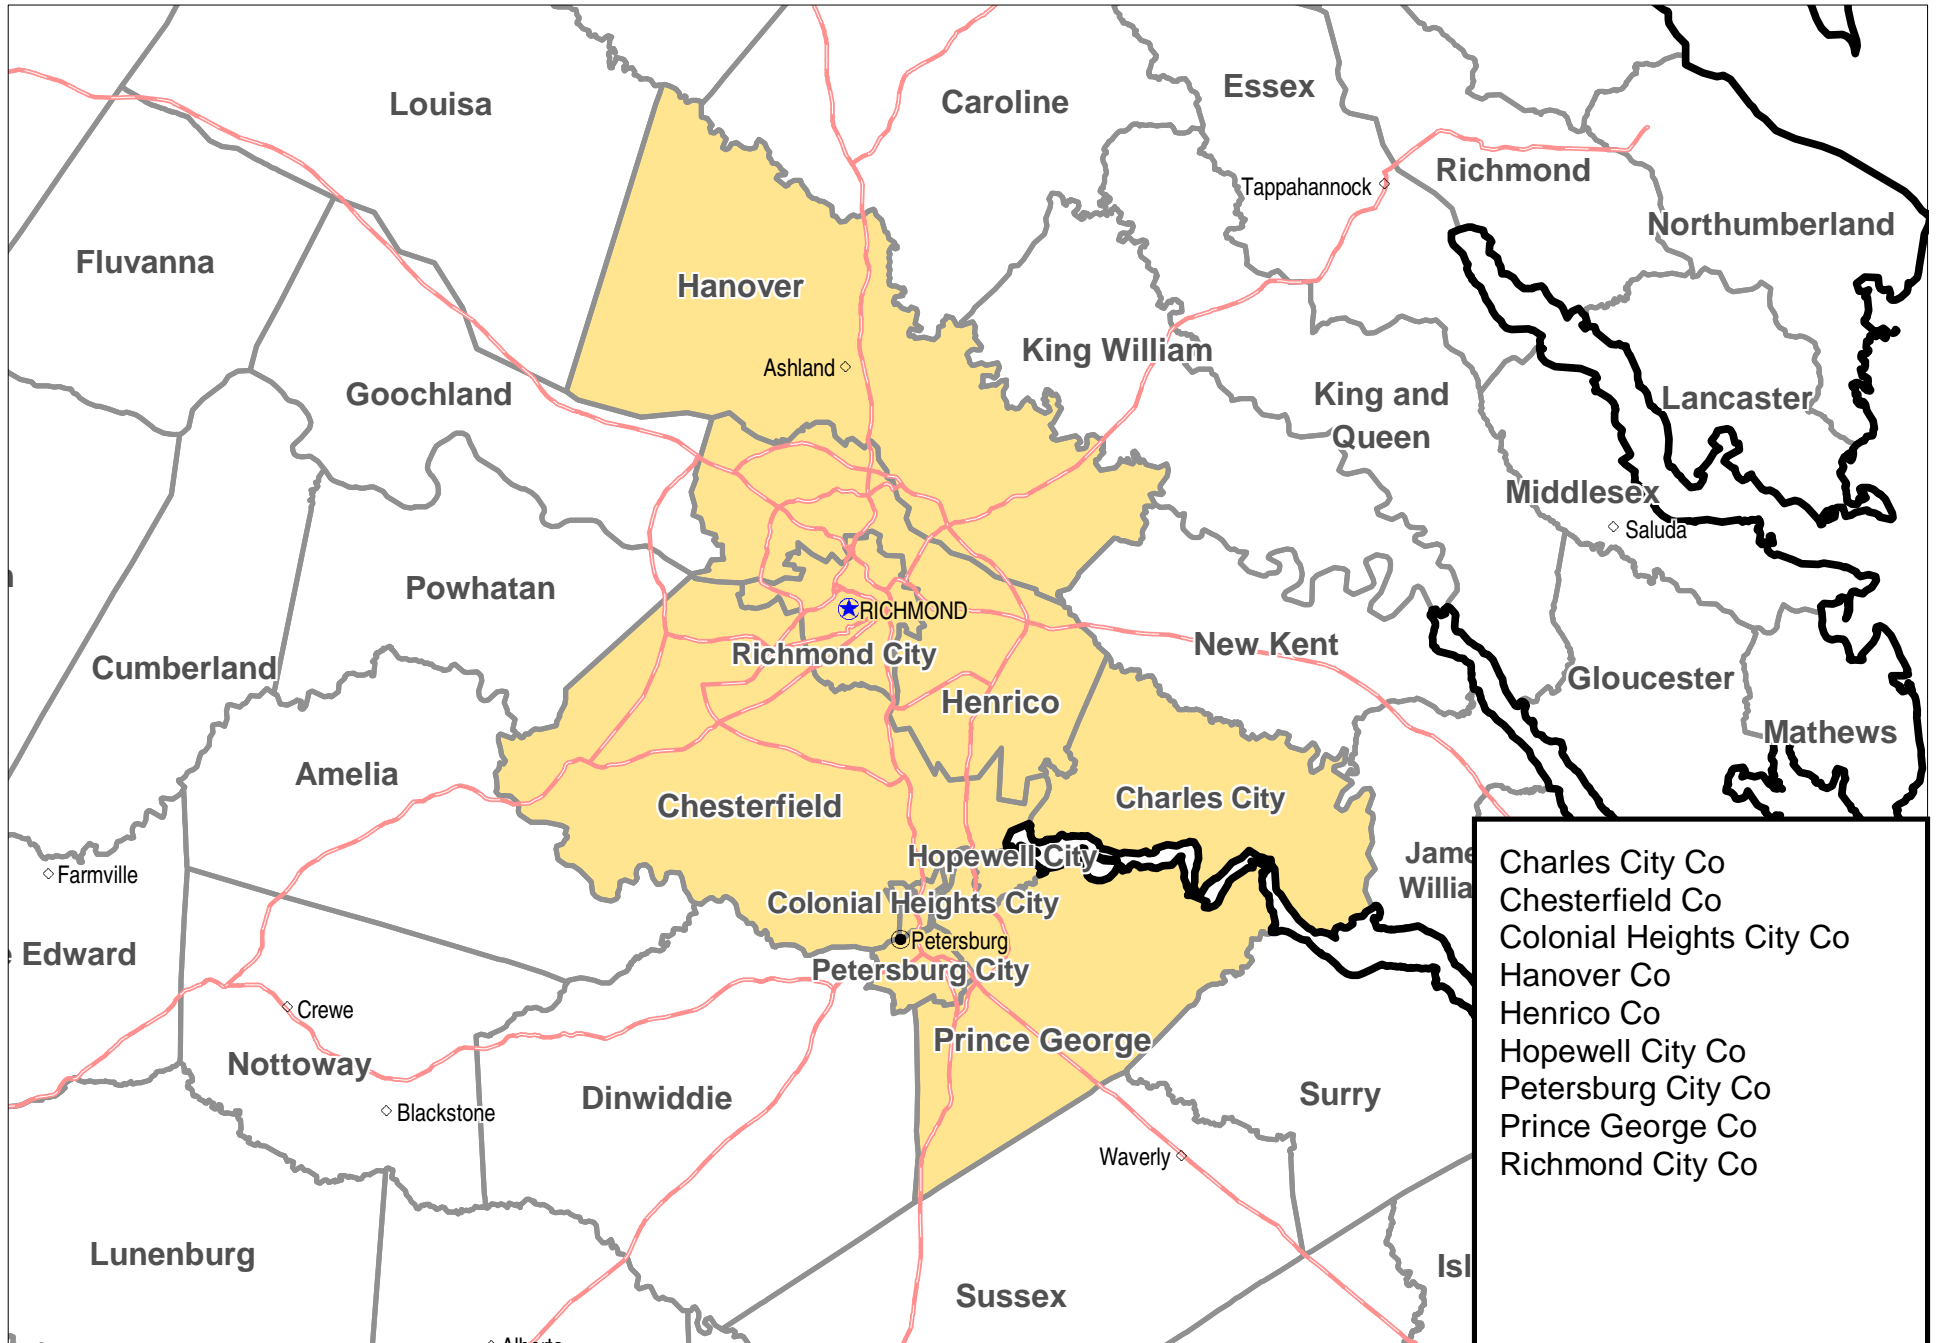 Louisa
Caroline
Essex
Richmond
Tappahannock
Northumberland
Fluvanna
Hanover
King William
Ashland
Goochland
King and
Queen
Lancaster
Middlesex
Saluda
Powhatan
RICHMOND
Richmond City
New Kent
Cumberland
Gloucester
Henrico
Mathews
Amelia
Chesterfield
Charles City
Hopewell City
Jame
Willia
Farmville
Colonial Heights City
Petersburg
Edward
Petersburg City
Crewe
Prince George
Nottoway
Dinwiddie
Surry
Blackstone
Waverly
Lunenburg
Isl
Sussex
Charles City Co
Chesterfield Co
Colonial Heights City Co
Hanover Co
Henrico Co
Hopewell City Co
Petersburg City Co
Prince George Co
Richmond City Co